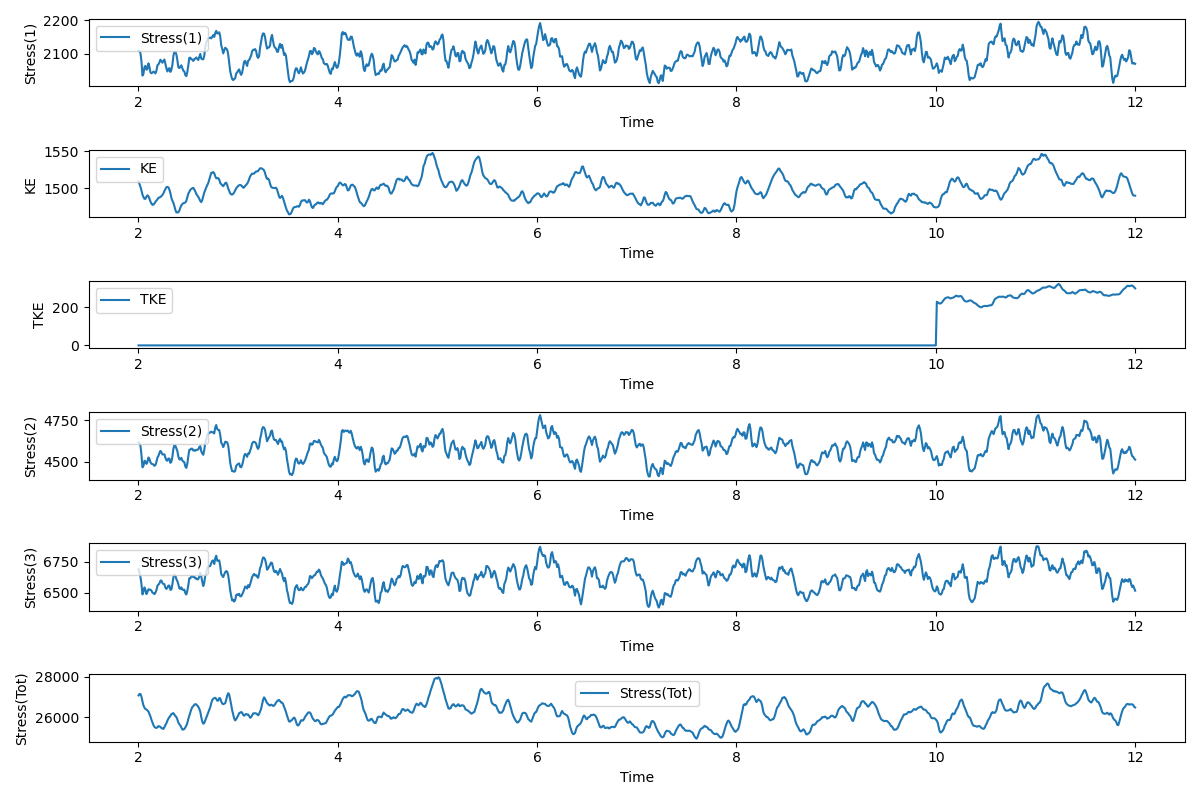 Stress(1)
2200
2100
Stress(1)
2 4 6 8 10 12
Time
KE
1550
1500
KE
2 4 6 8 10 12
Time
TKE
200
0
TKE
2 4 6 8 10 12
Time
Stress(2)
4750
4500
Stress(2)
2 4 6 8 10 12
Time
Stress(3)
6750
6500
Stress(3)
2 4 6 8 10 12
Time
Stress(Tot)
28000
26000
Stress(Tot)
2 4 6 8 10 12
Time